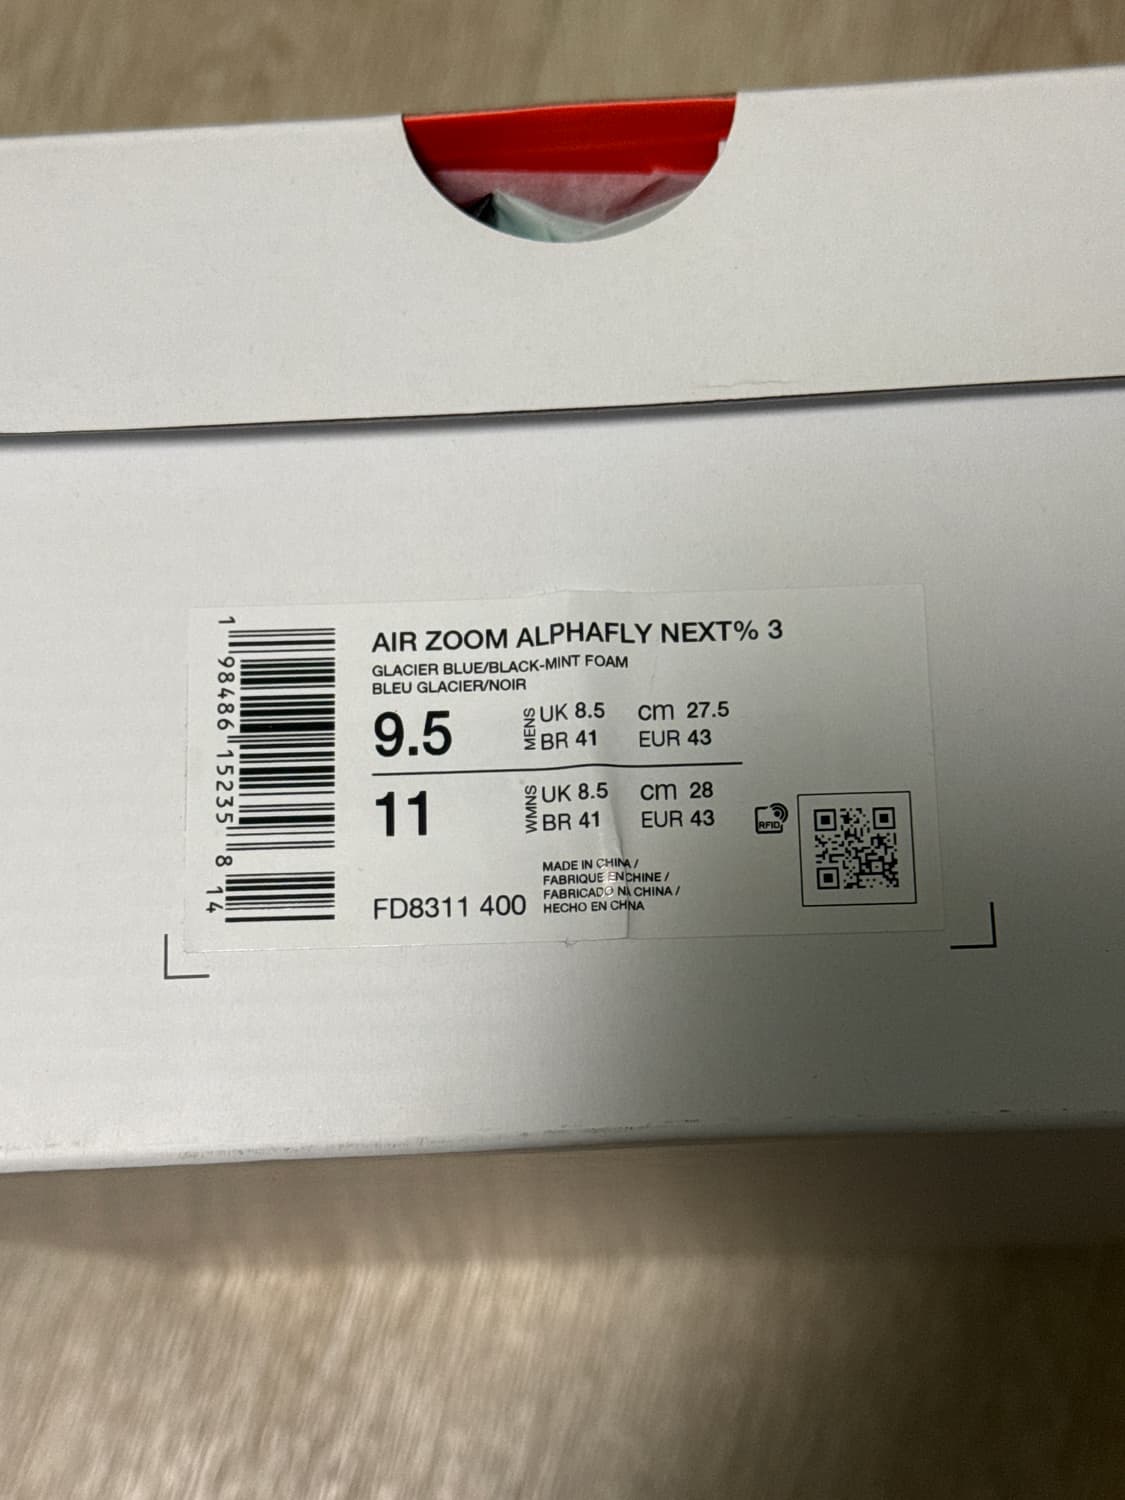 AIR ZOOM ALPHAFLY NEXT% 3
GLACIER BLUE/BLACK-MINT FOAM
BLEU GLACIER/NOIR
9.5 MENS UK 8.5 cm 27.5
BR 41 EUR 43
11 WMNS UK 8.5 cm 28
BR 41 EUR 43
RFID
MADE IN CHINA /
FABRIQUE EN CHINE /
FABRICADO NA CHINA /
HECHO EN CHNA
FD8311 400
1 98486 15235 8 14